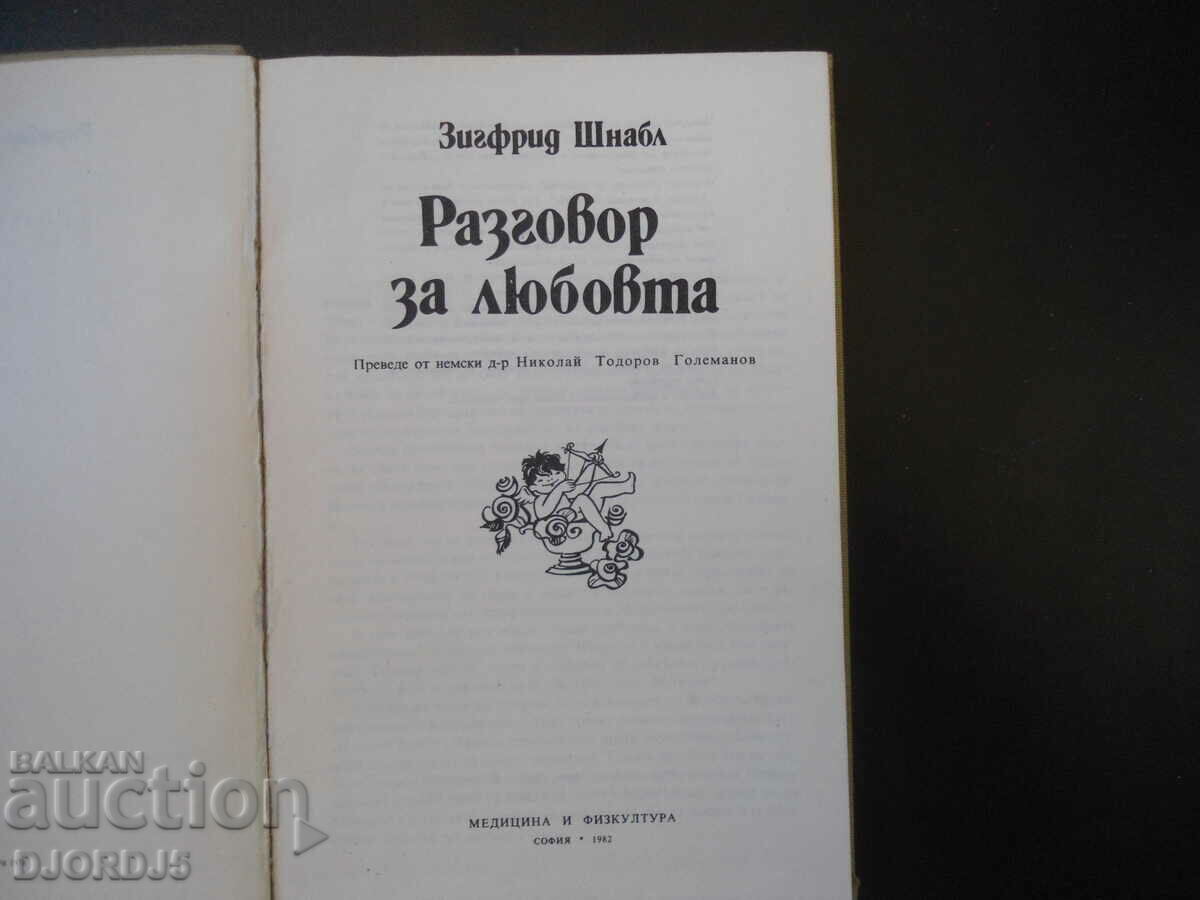 Зигфрид Шнабл
Разговор
за любовта
Преведе от немски д-р Николай Тодоров Големанов
МЕДИЦИНА И ФИЗКУЛТУРА
СОФИЯ • 1982
BALKAN
auction
DJORDJ5